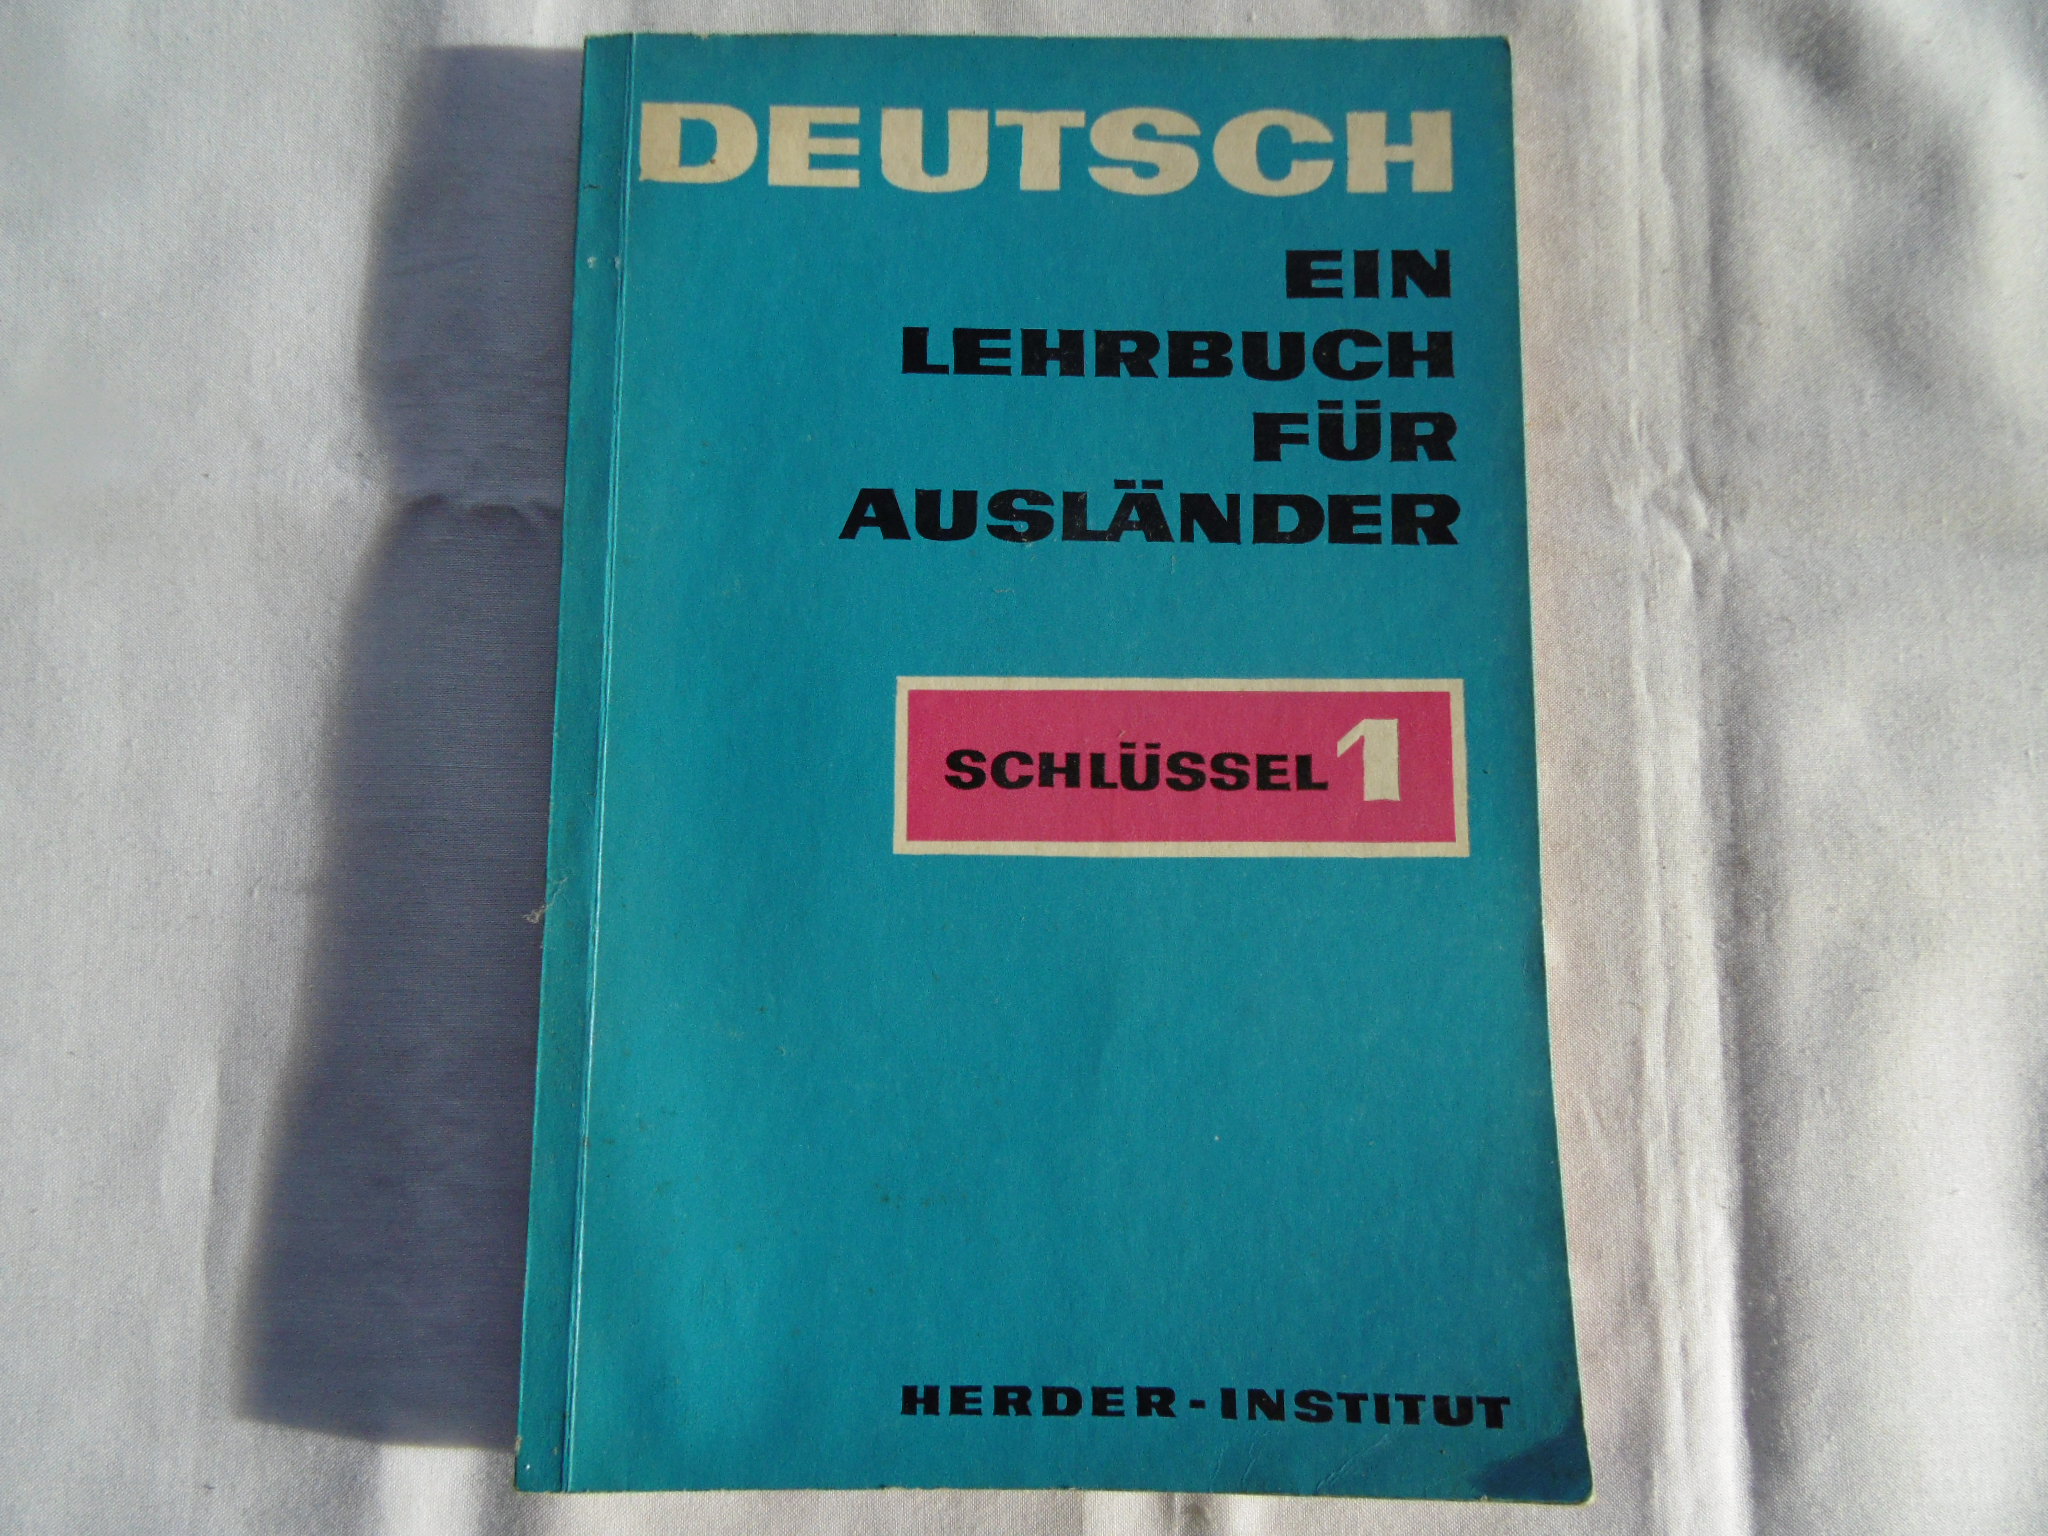 DEUTSCH
EIN
LEHRBUCH
FÜR
AUSLÄNDER
SCHLÜSSEL 1
HERDER-INSTITUT